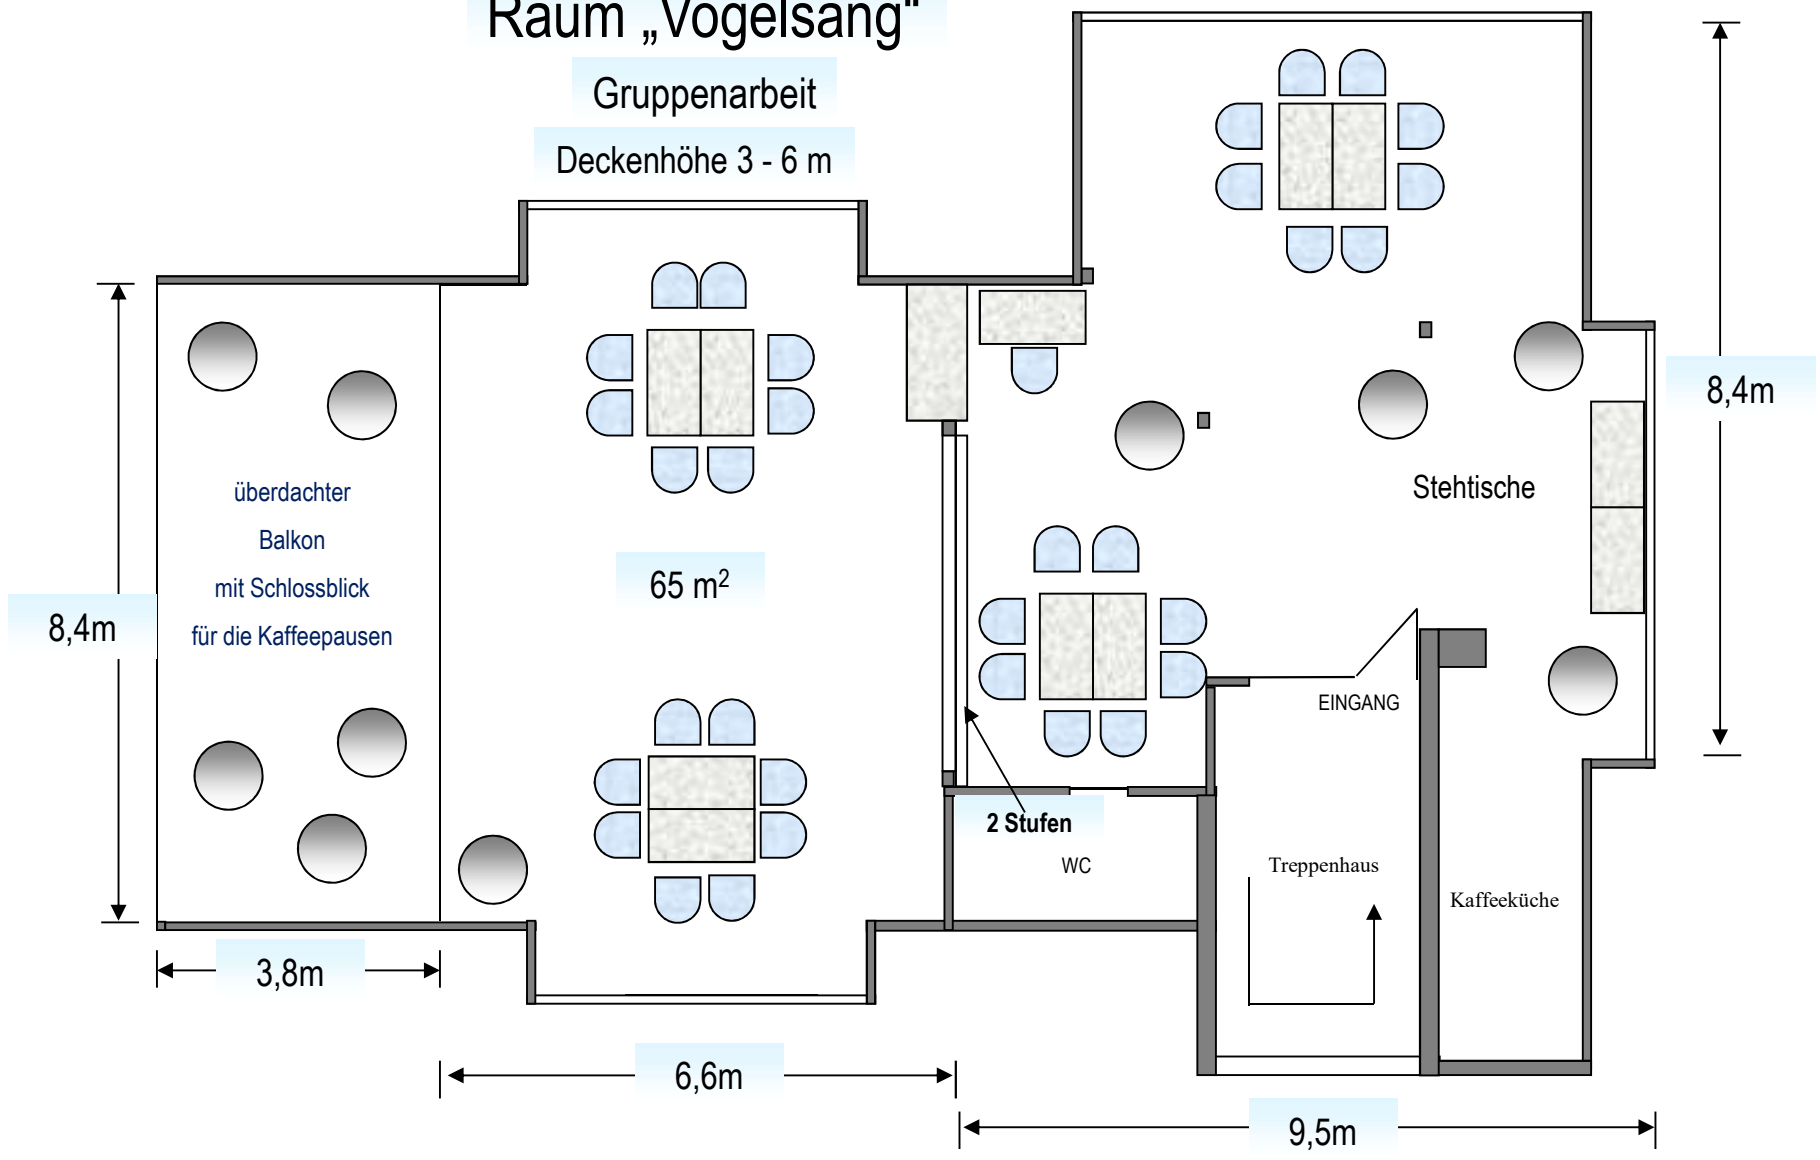 Raum „Vogelsang“
Gruppenarbeit
Deckenhöhe 3 - 6 m
8,4m
überdachter
Balkon
mit Schlossblick
für die Kaffeepausen
8,4m
65 m²
Stehtische
EINGANG
2 Stufen
WC
Treppenhaus
Kaffeeküche
3,8m
6,6m
9,5m